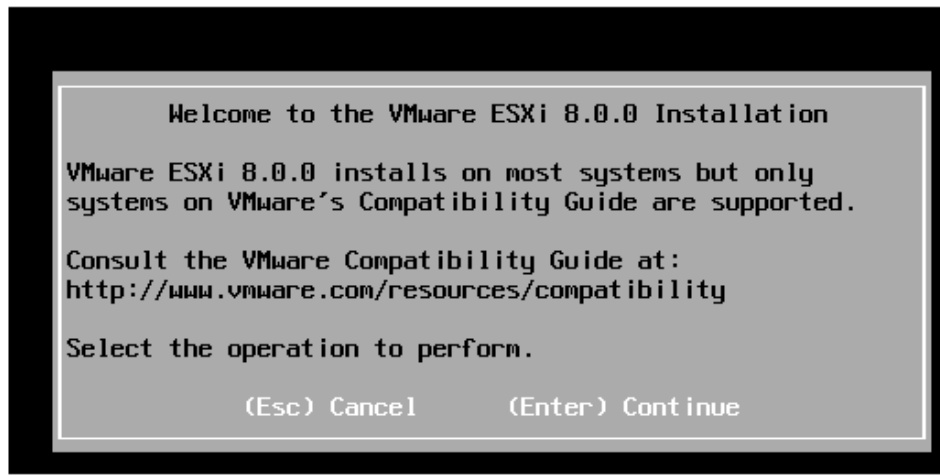 Welcome to the VMware ESXi 8.0.0 Installation
VMware ESXi 8.0.0 installs on most systems but only
systems on VMware's Compatibility Guide are supported.
Consult the VMware Compatibility Guide at:
http://www.vmware.com/resources/compatibility
Select the operation to perform.
(Esc) Cancel (Enter) Continue